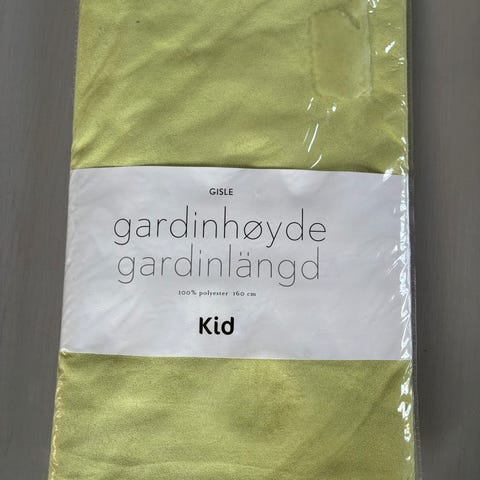 GISLE
gardinhøyde
gardinlängd
100% polyester 160 cm
Kid